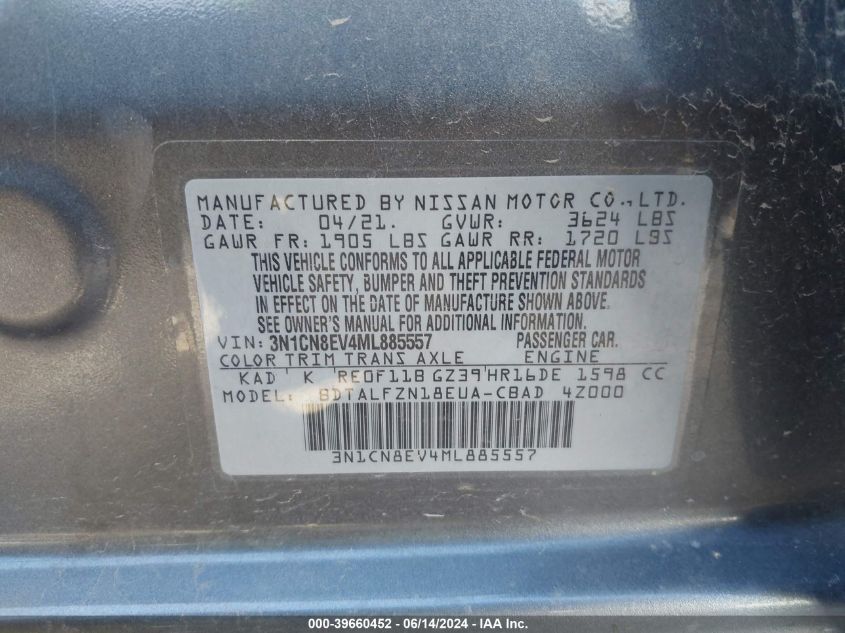 MANUFACTURED BY NISSAN MOTOR CO., LTD.
DATE: 04/21. GVWR: 3624 LBS
GAWR FR: 1905 LBS GAWR RR: 1720 LBS
THIS VEHICLE CONFORMS TO ALL APPLICABLE FEDERAL MOTOR
VEHICLE SAFETY, BUMPER AND THEFT PREVENTION STANDARDS
IN EFFECT ON THE DATE OF MANUFACTURE SHOWN ABOVE.
SEE OWNER'S MANUAL FOR ADDITIONAL INFORMATION.
VIN: 3N1CN8EV4ML885557 PASSENGER CAR.
COLOR TRIM TRANS AXLE ENGINE
KAD K RE0F11B GZ39 HR16DE 1598 CC
MODEL: BDTALFZN18EUA-CBAD 4Z000
3N1CN8EV4ML885557
000-39660452 - 06/14/2024 - IAAI.com